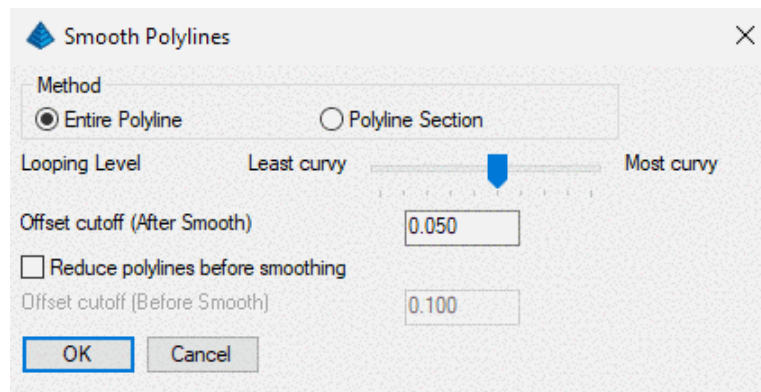 Smooth Polylines
Method
Entire Polyline Polyline Section
Looping Level Least curvy Most curvy
Offset cutoff (After Smooth) 0.050
Reduce polylines before smoothing
Offset cutoff (Before Smooth) 0.100
OK Cancel